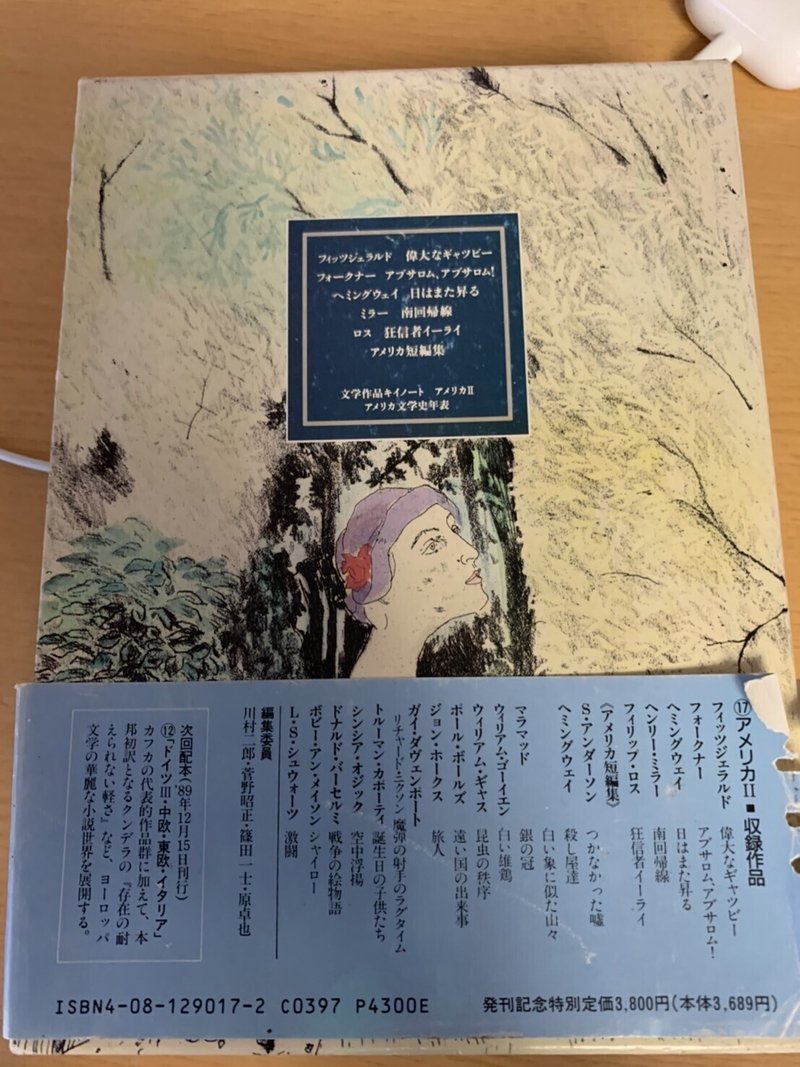 フィッツジェラルド 偉大なギャツビー
フォークナー アブサロム、アブサロム!
ヘミングウェイ 日はまた昇る
ミラー 南回帰線
ロス 狂信者イーライ
アメリカ短編集
文学作品キイノート アメリカⅡ
アメリカ文学史年表
⑰アメリカⅡ■収録作品
フィッツジェラルド 偉大なギャツビー
フォークナー アブサロム、アブサロム!
ヘミングウェイ 日はまた昇る
ヘンリー・ミラー 南回帰線
フィリップ・ロス 狂信者イーライ
《アメリカ短編集》
S・アンダーソン つかなかった嘘
ヘミングウェイ 殺し屋達
白い象に似た山々
マラマッド 銀の冠
ウィリアム・ゴーイエン 白い雄鶏
ウィリアム・ギャス 昆虫の秩序
ポール・ボールズ 遠い国の出来事
ジョン・ホークス 旅人
ガイ・ダヴェンポート
リチャード・ニクソン 魔弾の射手のラグタイム
トルーマン・カポーティ 誕生日の子供たち
シンシア・オジック 空中浮揚
ドナルド・バーセルミ 戦争の絵物語
ボビー・アン・メイソン シャイロー
L・S・シュウォーツ 激闘
編集委員
川村二郎・菅野昭正・篠田一士・原卓也
次回配本('89年12月15日刊行)
⑫「ドイツⅢ・中欧・東欧・イタリア」
カフカの代表的作品群に加えて、本
邦初訳となるクンデラの『存在の耐
えられない軽さ』など、ヨーロッパ
文学の華麗な小説世界を展開する。
ISBN4-08-129017-2 C0397 P4300E
発刊記念特別定価3,800円(本体3,689円)